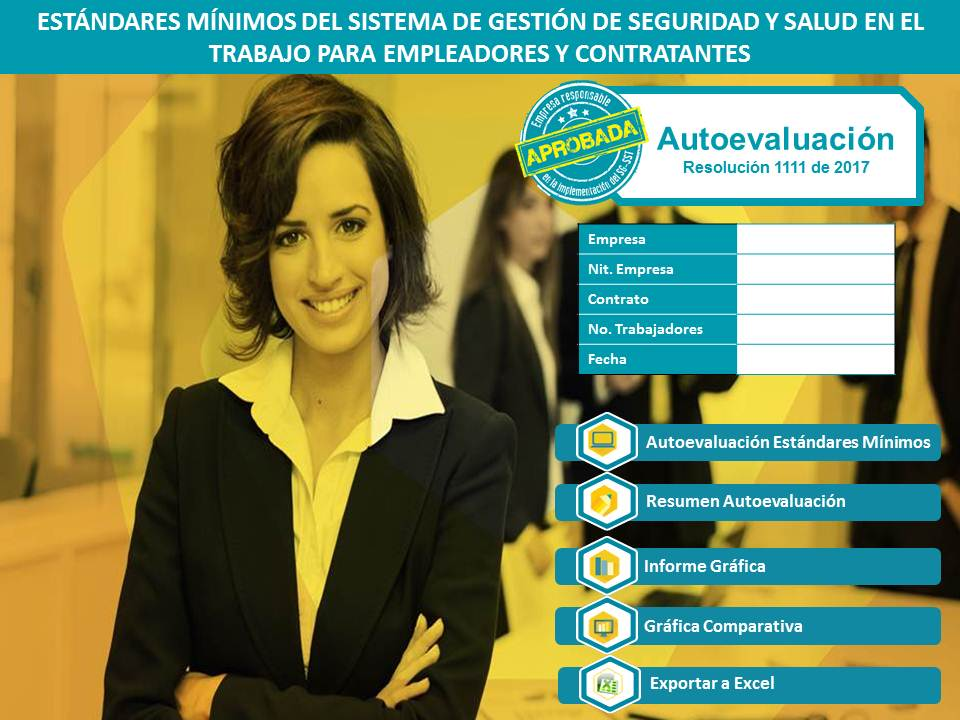 ESTÁNDARES MÍNIMOS DEL SISTEMA DE GESTIÓN DE SEGURIDAD Y SALUD EN EL
TRABAJO PARA EMPLEADORES Y CONTRATANTES
Empresa responsable
APROBADA
en la implementación del SG-SST
Autoevaluación
Resolución 1111 de 2017
Empresa
Nit. Empresa
Contrato
No. Trabajadores
Fecha
Autoevaluación Estándares Mínimos
Resumen Autoevaluación
Informe Gráfica
Gráfica Comparativa
Exportar a Excel